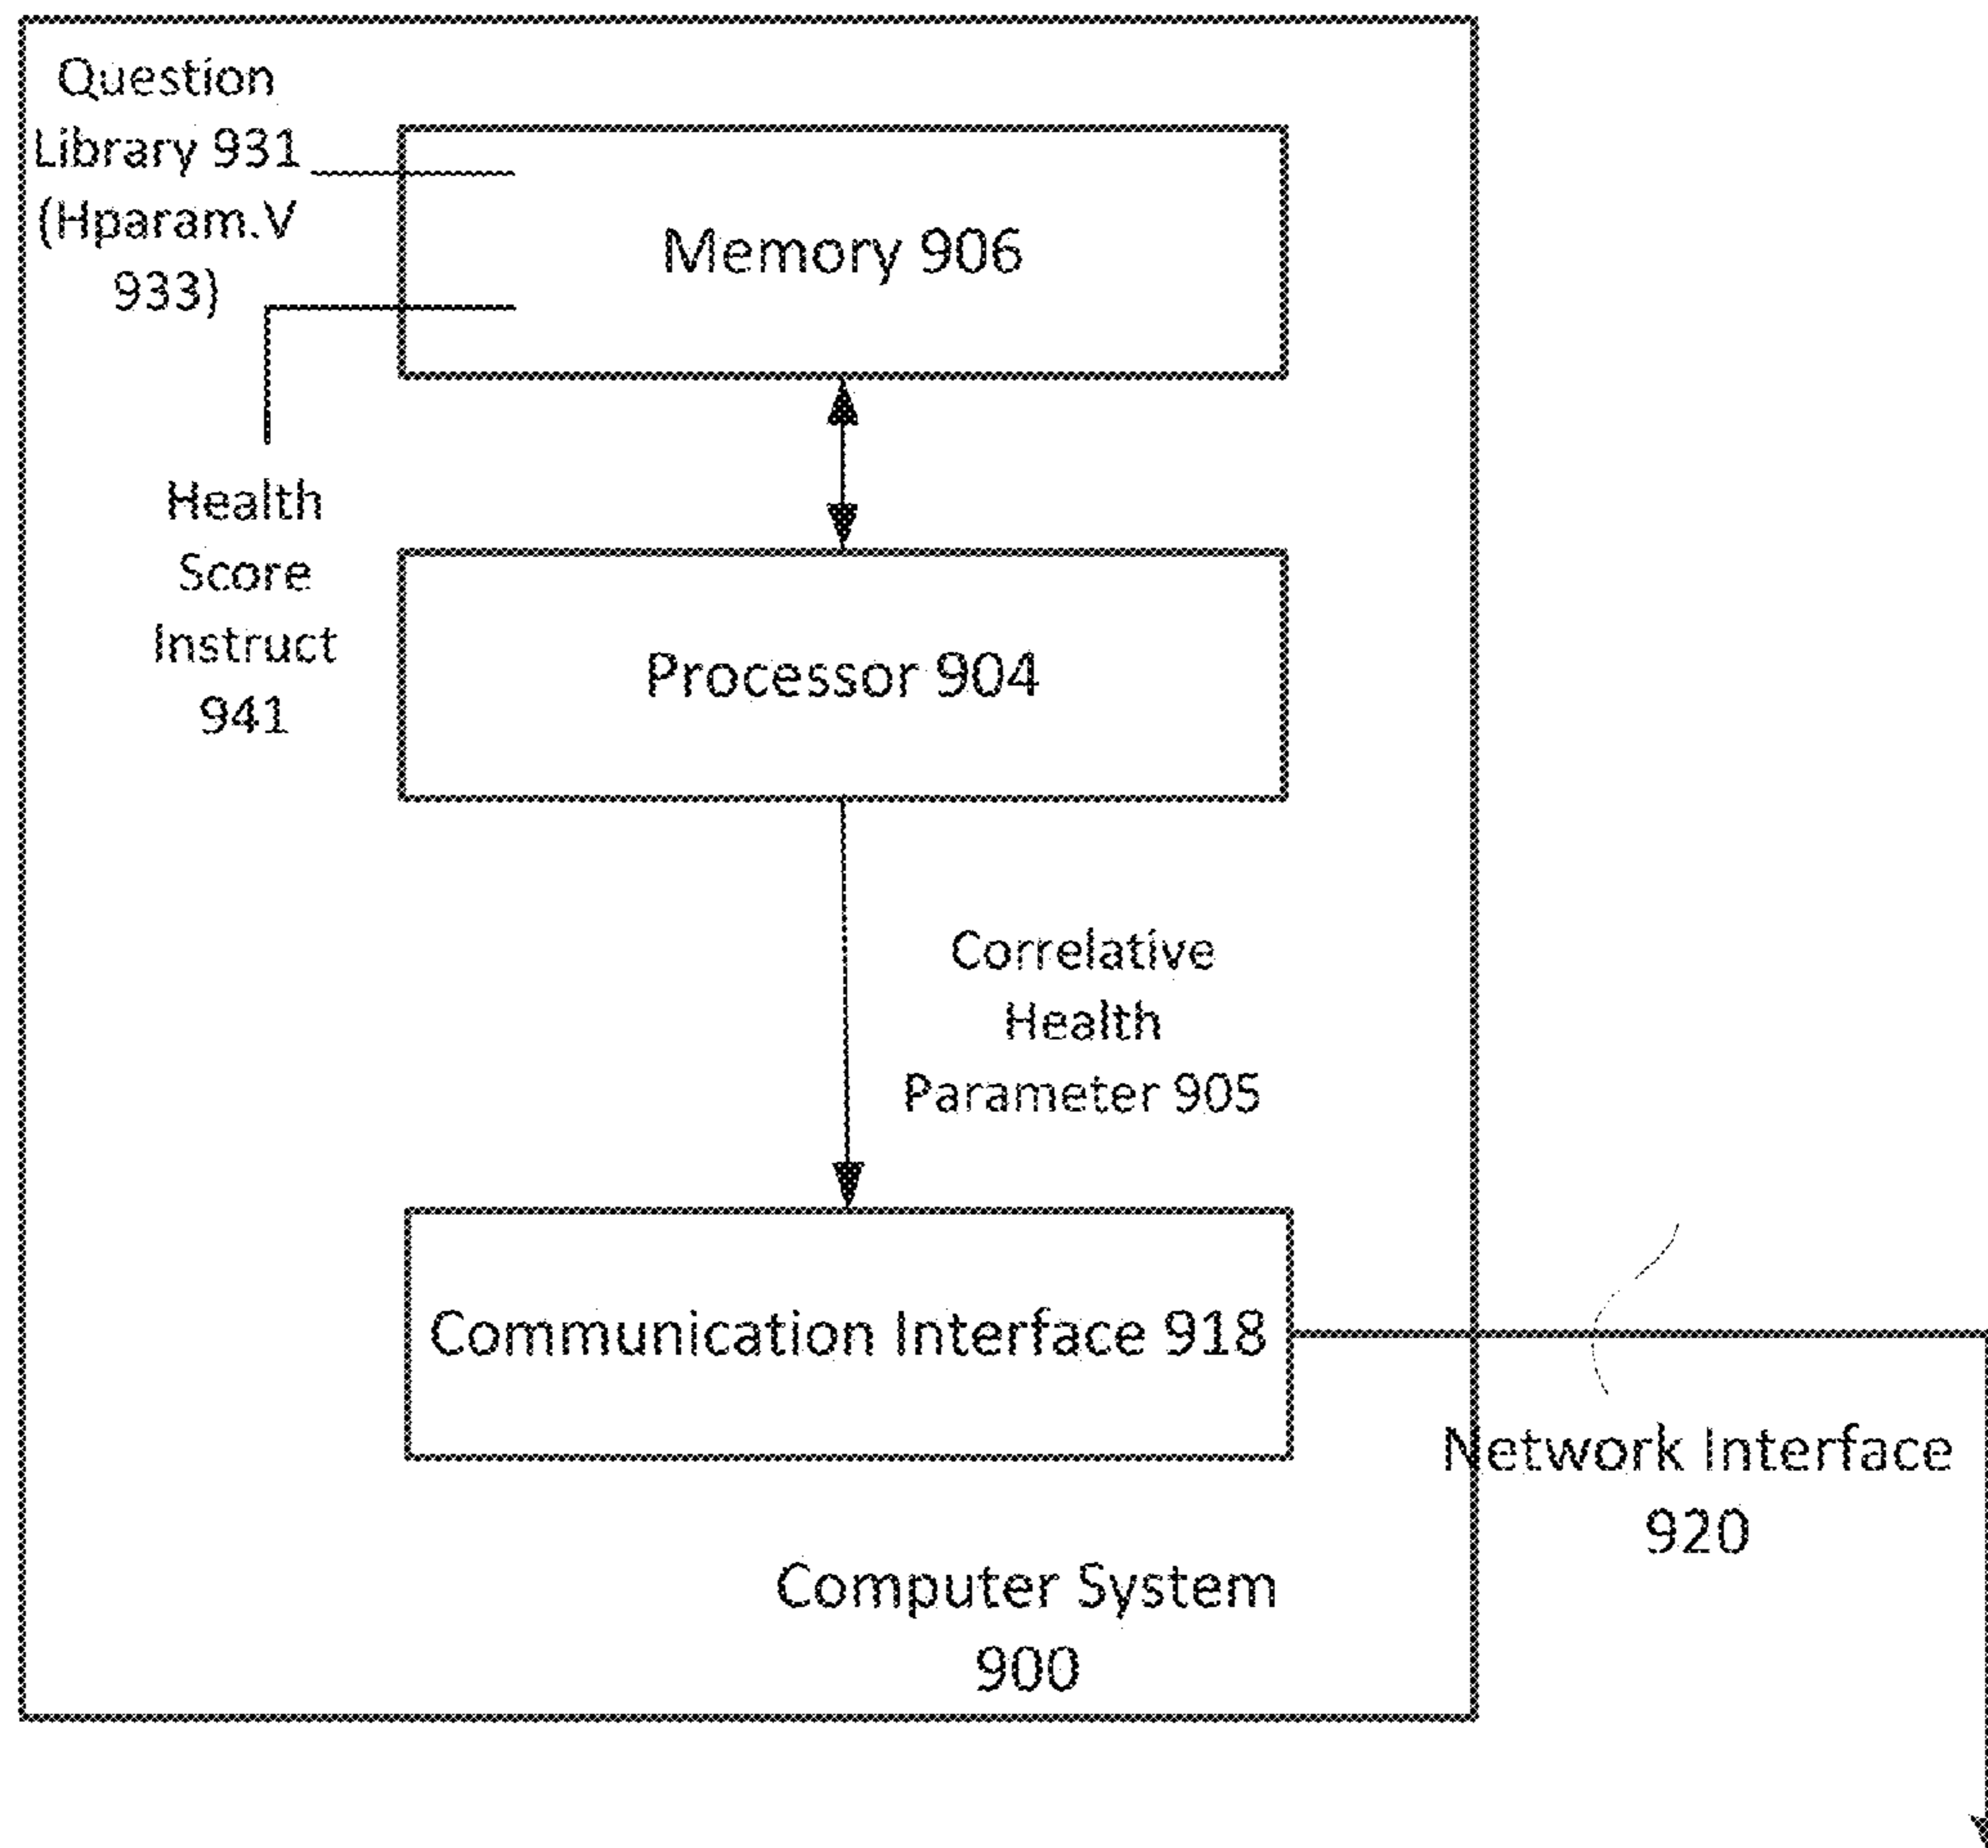 Question
Library 931
(Hparam.V
933)
Memory 906
Health
Score
Instruct
941
Processor 904
Correlative
Health
Parameter 905
Communication Interface 918
Network Interface
920
Computer System
900